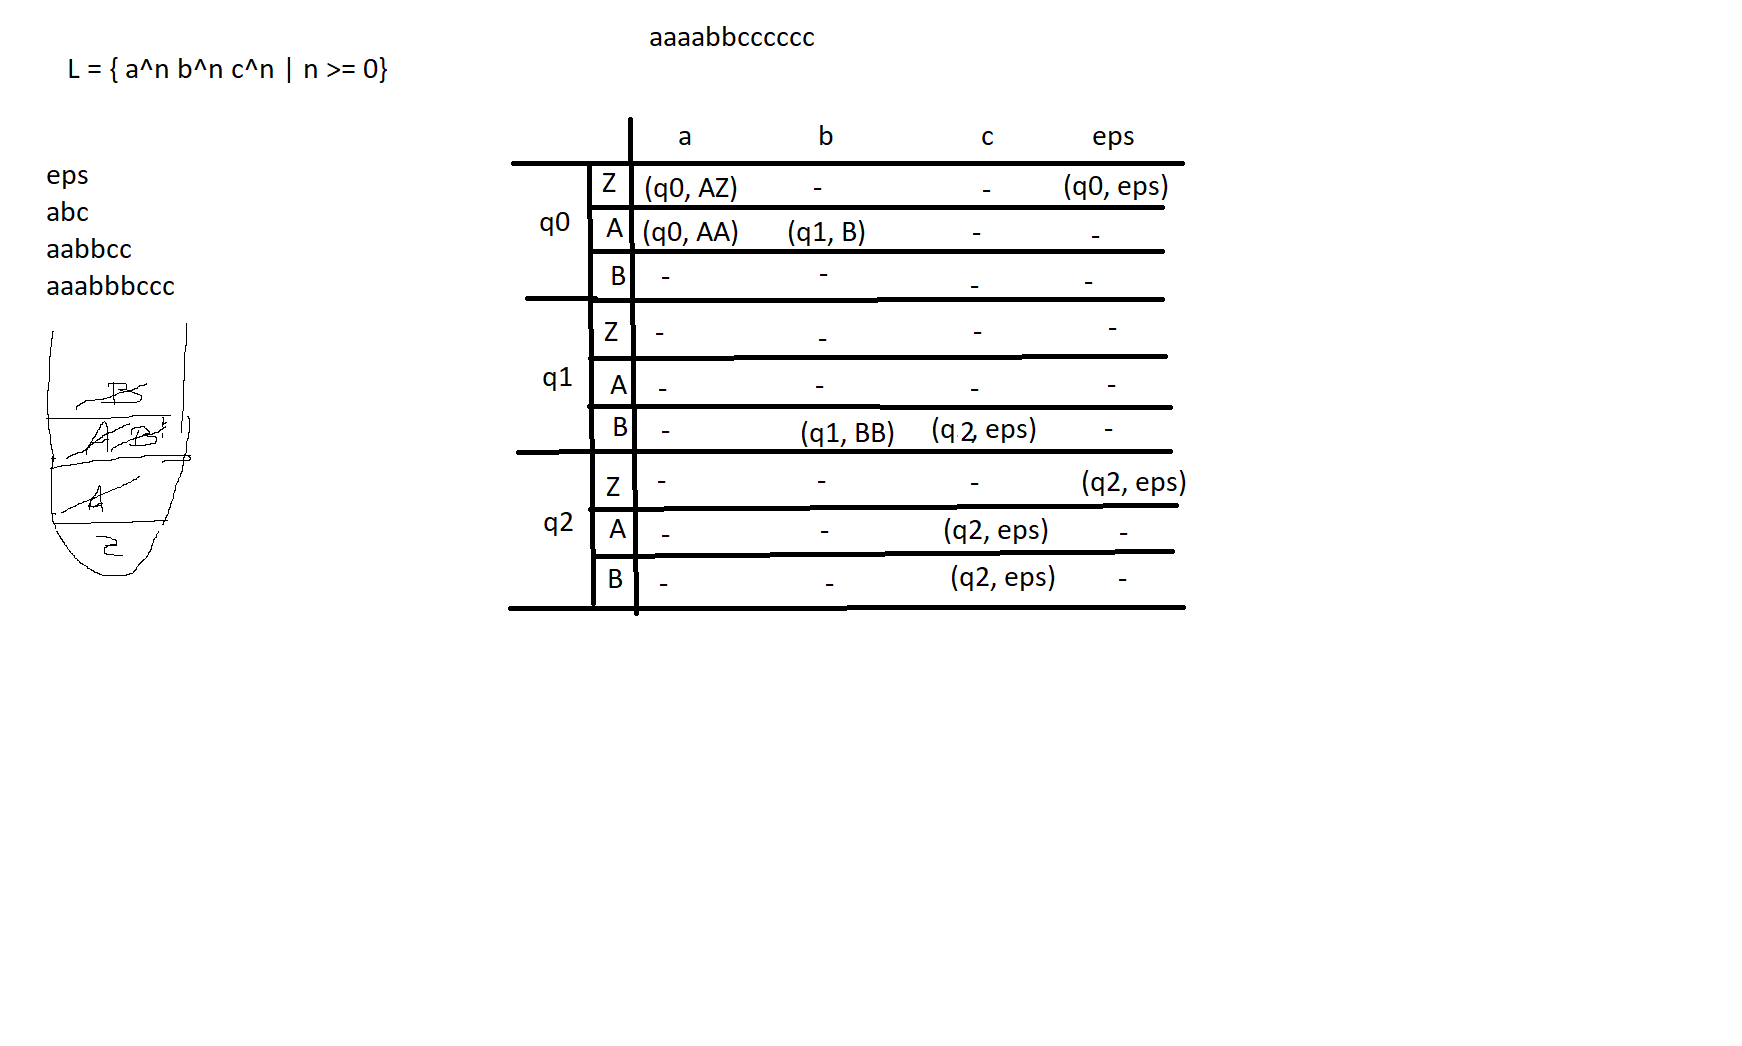 aaaabbcccccc
L = { a^n b^n c^n | n >= 0}
eps
abc
aabbcc
aaabbbccc
B
A B
A
Z
a b c eps
q0
Z (q0, AZ) - - (q0, eps)
A (q0, AA) (q1, B) - -
B - - - -
q1
Z - - - -
A - - - -
B - (q1, BB) (q2, eps) -
q2
Z - - - (q2, eps)
A - - (q2, eps) -
B - - (q2, eps) -